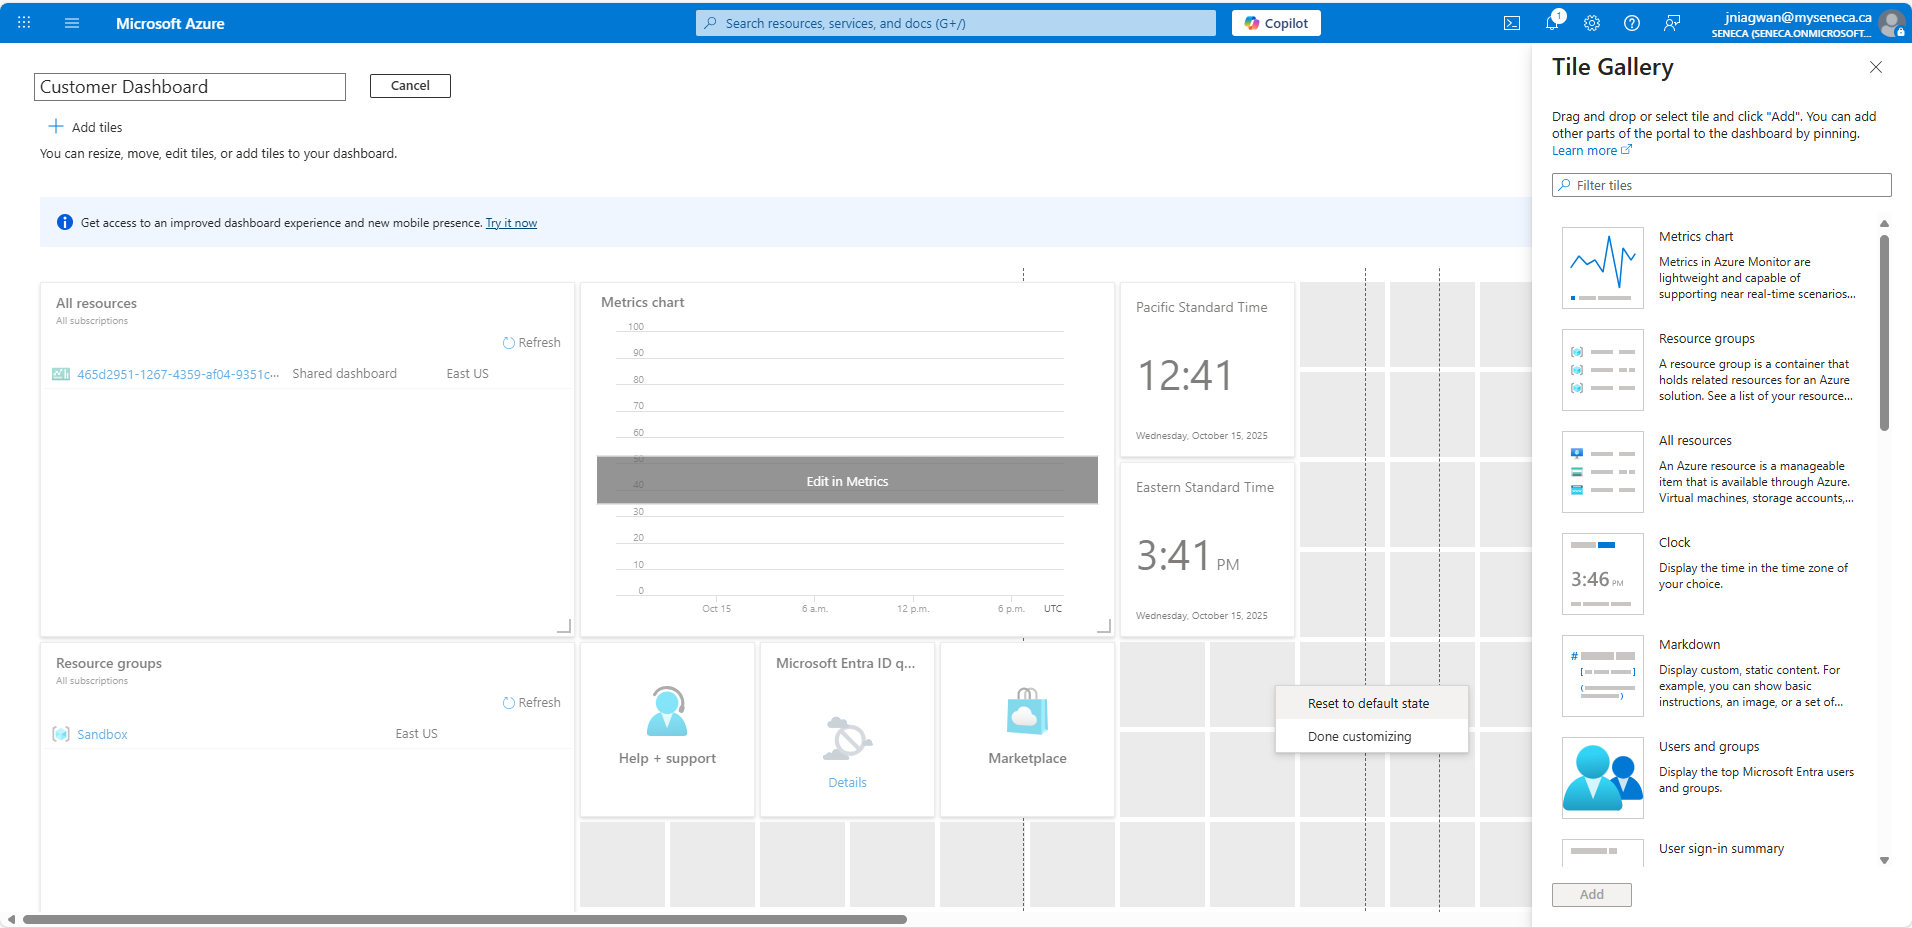 Microsoft Azure
Search resources, services, and docs (G+/)
Copilot
1
jniagwan@myseneca.ca
SENECA (SENECA.ONMICROSOFT....
Customer Dashboard
Cancel
Add tiles
You can resize, move, edit tiles, or add tiles to your dashboard.
Get access to an improved dashboard experience and new mobile presence. Try it now
All resources
All subscriptions
Refresh
465d2951-1267-4359-af04-9351c... Shared dashboard East US
Metrics chart
100
90
80
70
60
50
40
30
20
10
0
Edit in Metrics
Oct 15 6 a.m. 12 p.m. 6 p.m. UTC
Pacific Standard Time
12:41
Wednesday, October 15, 2025
Eastern Standard Time
3:41 PM
Wednesday, October 15, 2025
Resource groups
All subscriptions
Refresh
Sandbox East US
Help + support
Microsoft Entra ID q...
Details
Marketplace
Reset to default state
Done customizing
Tile Gallery
Drag and drop or select tile and click "Add". You can add
other parts of the portal to the dashboard by pinning.
Learn more
Filter tiles
Metrics chart
Metrics in Azure Monitor are
lightweight and capable of
supporting near real-time scenarios...
Resource groups
A resource group is a container that
holds related resources for an Azure
solution. See a list of your resource...
All resources
An Azure resource is a manageable
item that is available through Azure.
Virtual machines, storage accounts,...
3:46 PM
Clock
Display the time in the time zone of
your choice.
#
Markdown
Display custom, static content. For
example, you can show basic
instructions, an image, or a set of...
Users and groups
Display the top Microsoft Entra users
and groups.
User sign-in summary
Add